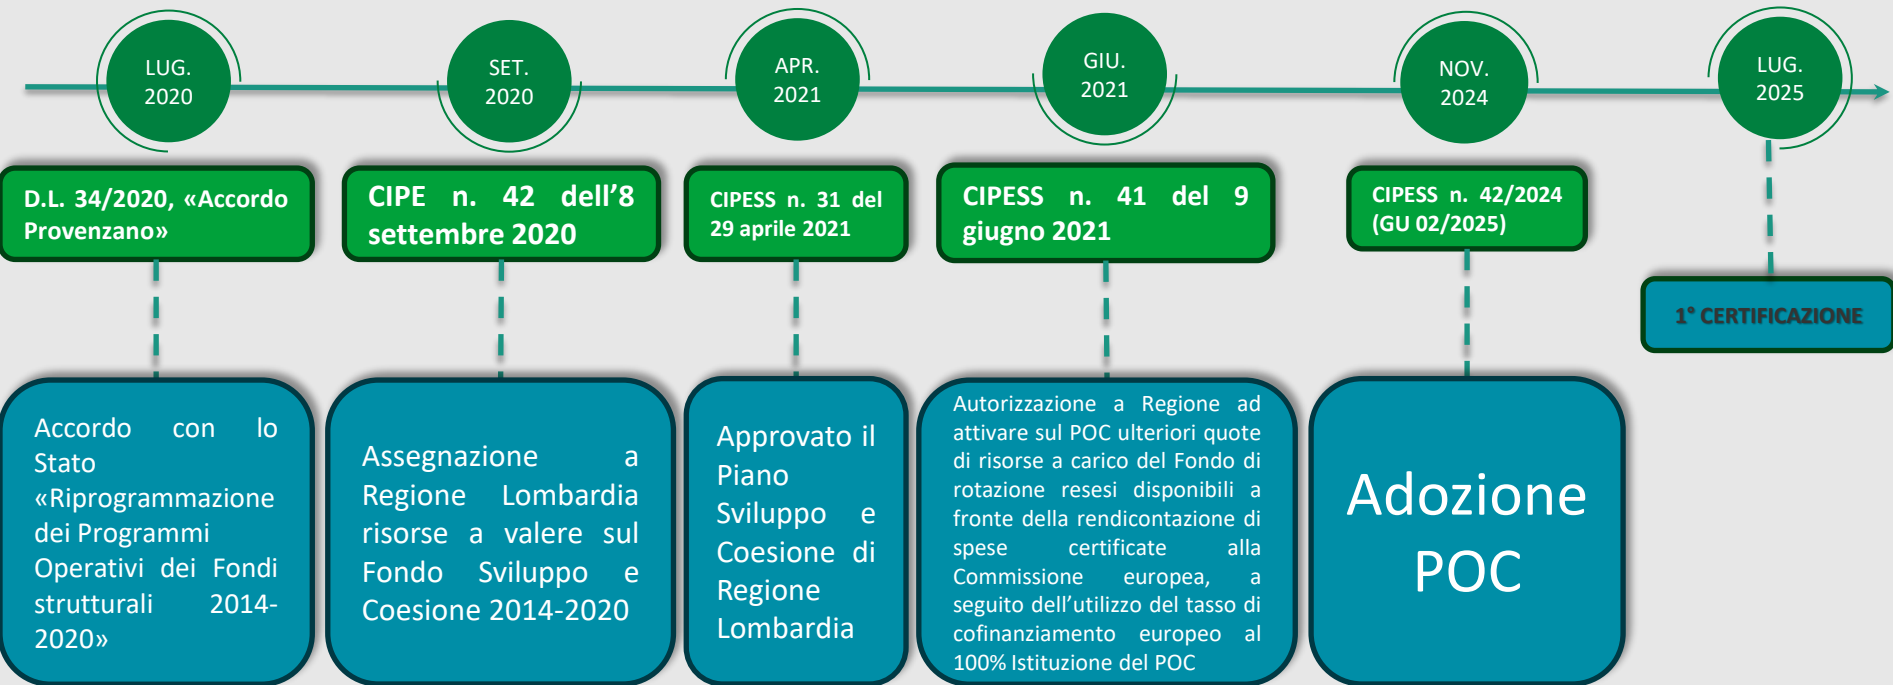 LUG.
2020
SET.
2020
APR.
2021
GIU.
2021
NOV.
2024
LUG.
2025
D.L. 34/2020, «Accordo
Provenzano»
CIPE n. 42 dell'8
settembre 2020
CIPESS n. 31 del
29 aprile 2021
CIPESS n. 41 del 9
giugno 2021
CIPESS n. 42/2024
(GU 02/2025)
1° CERTIFICAZIONE
Accordo con lo
Stato
«Riprogrammazione
dei Programmi
Operativi dei Fondi
strutturali 2014-
2020»
Assegnazione a
Regione Lombardia
risorse a valere sul
Fondo Sviluppo e
Coesione 2014-2020
Approvato il
Piano
Sviluppo e
Coesione di
Regione
Lombardia
Autorizzazione a Regione ad
attivare sul POC ulteriori quote
di risorse a carico del Fondo di
rotazione resesi disponibili a
fronte della rendicontazione di
spese certificate alla
Commissione europea, a
seguito dell'utilizzo del tasso di
cofinanziamento europeo al
100% Istituzione del POC
Adozione
POC